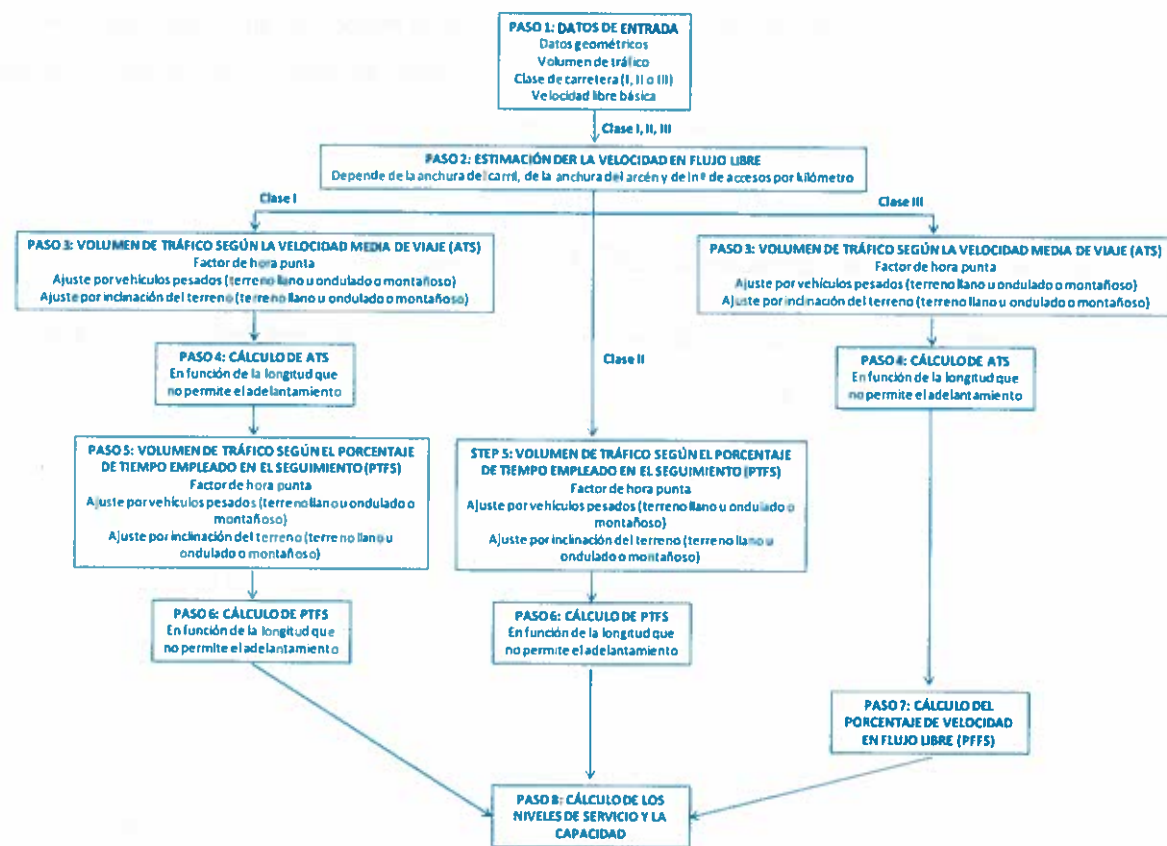 PASO 1: DATOS DE ENTRADA
Datos geométricos
Volumen de tráfico
Clase de carretera (I, II o III)
Velocidad libre básica
Clase I, II, III
PASO 2: ESTIMACIÓN DER LA VELOCIDAD EN FLUJO LIBRE
Depende de la anchura del carril, de la anchura del arcén y de l nº de accesos por kilómetro
Clase I
Clase III
PASO 3: VOLUMEN DE TRÁFICO SEGÚN LA VELOCIDAD MEDIA DE VIAJE (ATS)
Factor de hora punta
Ajuste por vehículos pesados (terreno llano u ondulado o montañoso)
Ajuste por inclinación del terreno (terreno llano u ondulado o montañoso)
PASO 3: VOLUMEN DE TRÁFICO SEGÚN LA VELOCIDAD MEDIA DE VIAJE (ATS)
Factor de hora punta
Ajuste por vehículos pesados (terreno llano u ondulado o montañoso)
Ajuste por inclinación del terreno (terreno llano u ondulado o montañoso)
PASO 4: CÁLCULO DE ATS
En función de la longitud que
no permite el adelantamiento
Clase II
PASO 4: CÁLCULO DE ATS
En función de la longitud que
no permite el adelantamiento
PASO 5: VOLUMEN DE TRÁFICO SEGÚN EL PORCENTAJE
DE TIEMPO EMPLEADO EN EL SEGUIMIENTO (PTFS)
Factor de hora punta
Ajuste por vehículos pesados (terreno llano u ondulado o
montañoso)
Ajuste por inclinación del terreno (terreno llano u
ondulado o montañoso)
STEP 5: VOLUMEN DE TRÁFICO SEGÚN EL PORCENTAJE
DE TIEMPO EMPLEADO EN EL SEGUIMIENTO (PTFS)
Factor de hora punta
Ajuste por vehículos pesados (terreno llano u ondulado o
montañoso)
Ajuste por inclinación del terreno (terreno llano u
ondulado o montañoso)
PASO 6: CÁLCULO DE PTFS
En función de la longitud que
no permite el adelantamiento
PASO 6: CÁLCULO DE PTFS
En función de la longitud que
no permite el adelantamiento
PASO 7: CÁLCULO DEL
PORCENTAJE DE VELOCIDAD
EN FLUJO LIBRE (PFFS)
PASO 8: CÁLCULO DE LOS
NIVELES DE SERVICIO Y LA
CAPACIDAD